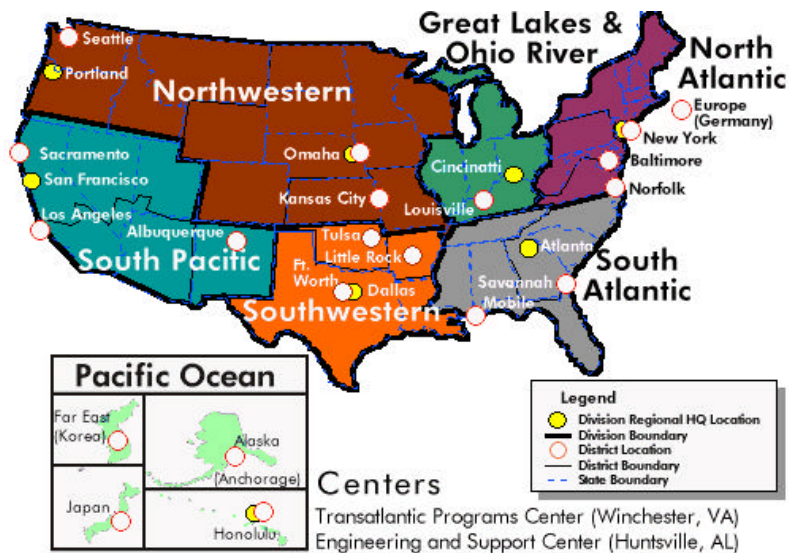 Great Lakes &
Ohio River
North
Atlantic
Seattle
Portland
Northwestern
Europe
(Germany)
New York
Sacramento
Omaha
Baltimore
Cincinatti
San Francisco
Norfolk
Kansas City
Louisville
Los Angeles
Albuquerque
Tulsa
Atlanta
South Pacific
Little Rock
South
Atlantic
Ft.
Worth
Dallas
Savannah
Mobile
Southwestern
Pacific Ocean
Far East
(Korea)
Alaska
(Anchorage)
Japan
Honolulu
Legend
Division Regional HQ Location
Division Boundary
District Location
District Boundary
State Boundary
Centers
Transatlantic Programs Center (Winchester, VA)
Engineering and Support Center (Huntsville, AL)